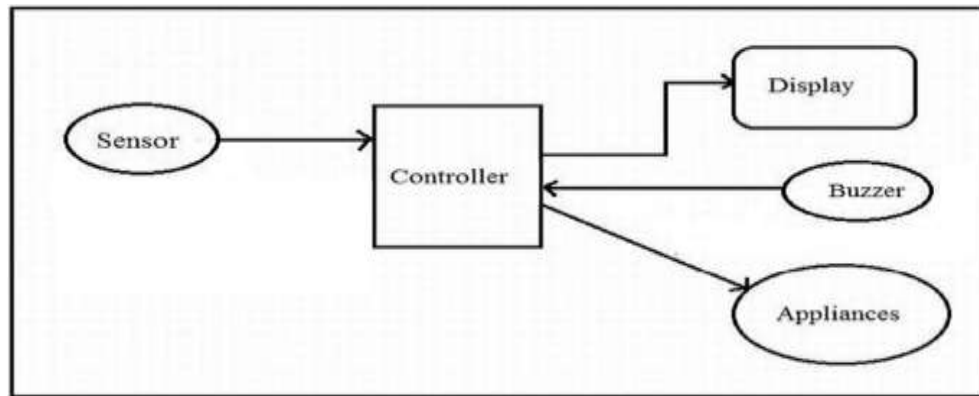 Sensor
Controller
Display
Buzzer
Appliances